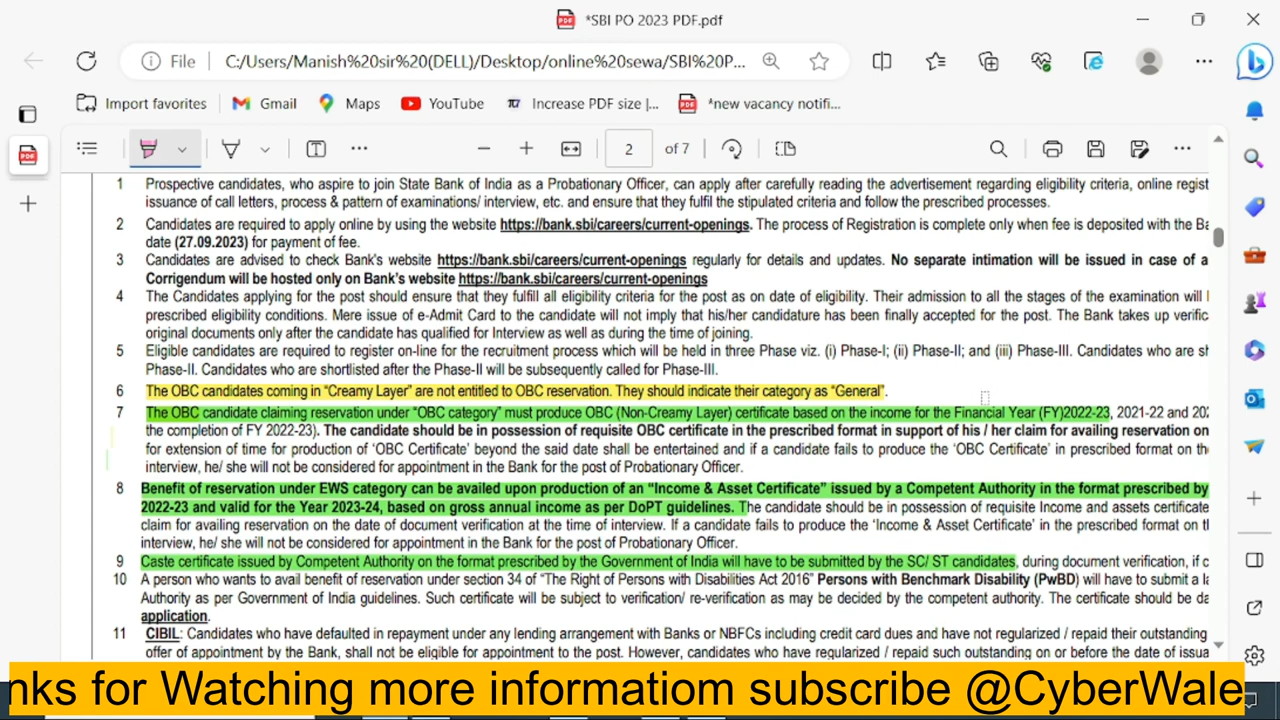 *SBI PO 2023 PDF.pdf
File C:/Users/Manish%20sir%20(DELL)/Desktop/online%20sewa/SBI%20P...
Import favorites Gmail Maps YouTube Increase PDF size |... *new vacancy notifi...
2 of 7
1 Prospective candidates, who aspire to join State Bank of India as a Probationary Officer, can apply after carefully reading the advertisement regarding eligibility criteria, online regist
issuance of call letters, process & pattern of examinations/ interview, etc. and ensure that they fulfil the stipulated criteria and follow the prescribed processes.
2 Candidates are required to apply online by using the website https://bank.sbi/careers/current-openings. The process of Registration is complete only when fee is deposited with the Ba
date (27.09.2023) for payment of fee.
3 Candidates are advised to check Bank's website https://bank.sbi/careers/current-openings regularly for details and updates. No separate intimation will be issued in case of a
Corrigendum will be hosted only on Bank's website https://bank.sbi/careers/current-openings
4 The Candidates applying for the post should ensure that they fulfill all eligibility criteria for the post as on date of eligibility. Their admission to all the stages of the examination will
prescribed eligibility conditions. Mere issue of e-Admit Card to the candidate will not imply that his/her candidature has been finally accepted for the post. The Bank takes up verific
original documents only after the candidate has qualified for Interview as well as during the time of joining.
5 Eligible candidates are required to register on-line for the recruitment process which will be held in three Phase viz. (i) Phase-I; (ii) Phase-II; and (iii) Phase-III. Candidates who are sh
Phase-II. Candidates who are shortlisted after the Phase-II will be subsequently called for Phase-III.
6 The OBC candidates coming in "Creamy Layer" are not entitled to OBC reservation. They should indicate their category as "General".
7 The OBC candidate claiming reservation under "OBC category" must produce OBC (Non-Creamy Layer) certificate based on the income for the Financial Year (FY)2022-23, 2021-22 and 202
the completion of FY 2022-23). The candidate should be in possession of requisite OBC certificate in the prescribed format in support of his / her claim for availing reservation on
for extension of time for production of 'OBC Certificate' beyond the said date shall be entertained and if a candidate fails to produce the 'OBC Certificate' in prescribed format on th
interview, he/ she will not be considered for appointment in the Bank for the post of Probationary Officer.
8 Benefit of reservation under EWS category can be availed upon production of an "Income & Asset Certificate" issued by a Competent Authority in the format prescribed by
2022-23 and valid for the Year 2023-24, based on gross annual income as per DoPT guidelines. The candidate should be in possession of requisite Income and assets certificate
claim for availing reservation on the date of document verification at the time of interview. If a candidate fails to produce the 'Income & Asset Certificate' in the prescribed format on t
interview, he/ she will not be considered for appointment in the Bank for the post of Probationary Officer.
9 Caste certificate issued by Competent Authority on the format prescribed by the Government of India will have to be submitted by the SC/ ST candidates, during document verification, if c
10 A person who wants to avail benefit of reservation under section 34 of "The Right of Persons with Disabilities Act 2016" Persons with Benchmark Disability (PwBD) will have to submit a la
Authority as per Government of India guidelines. Such certificate will be subject to verification/ re-verification as may be decided by the competent authority. The certificate should be da
application.
11 CIBIL: Candidates who have defaulted in repayment under any lending arrangement with Banks or NBFCs including credit card dues and have not regularized / repaid their outstanding
offer of appointment by the Bank, shall not be eligible for appointment to the post. However, candidates who have regularized / repaid such outstanding on or before the date of issua
nks for Watching more informatiom subscribe @CyberWale